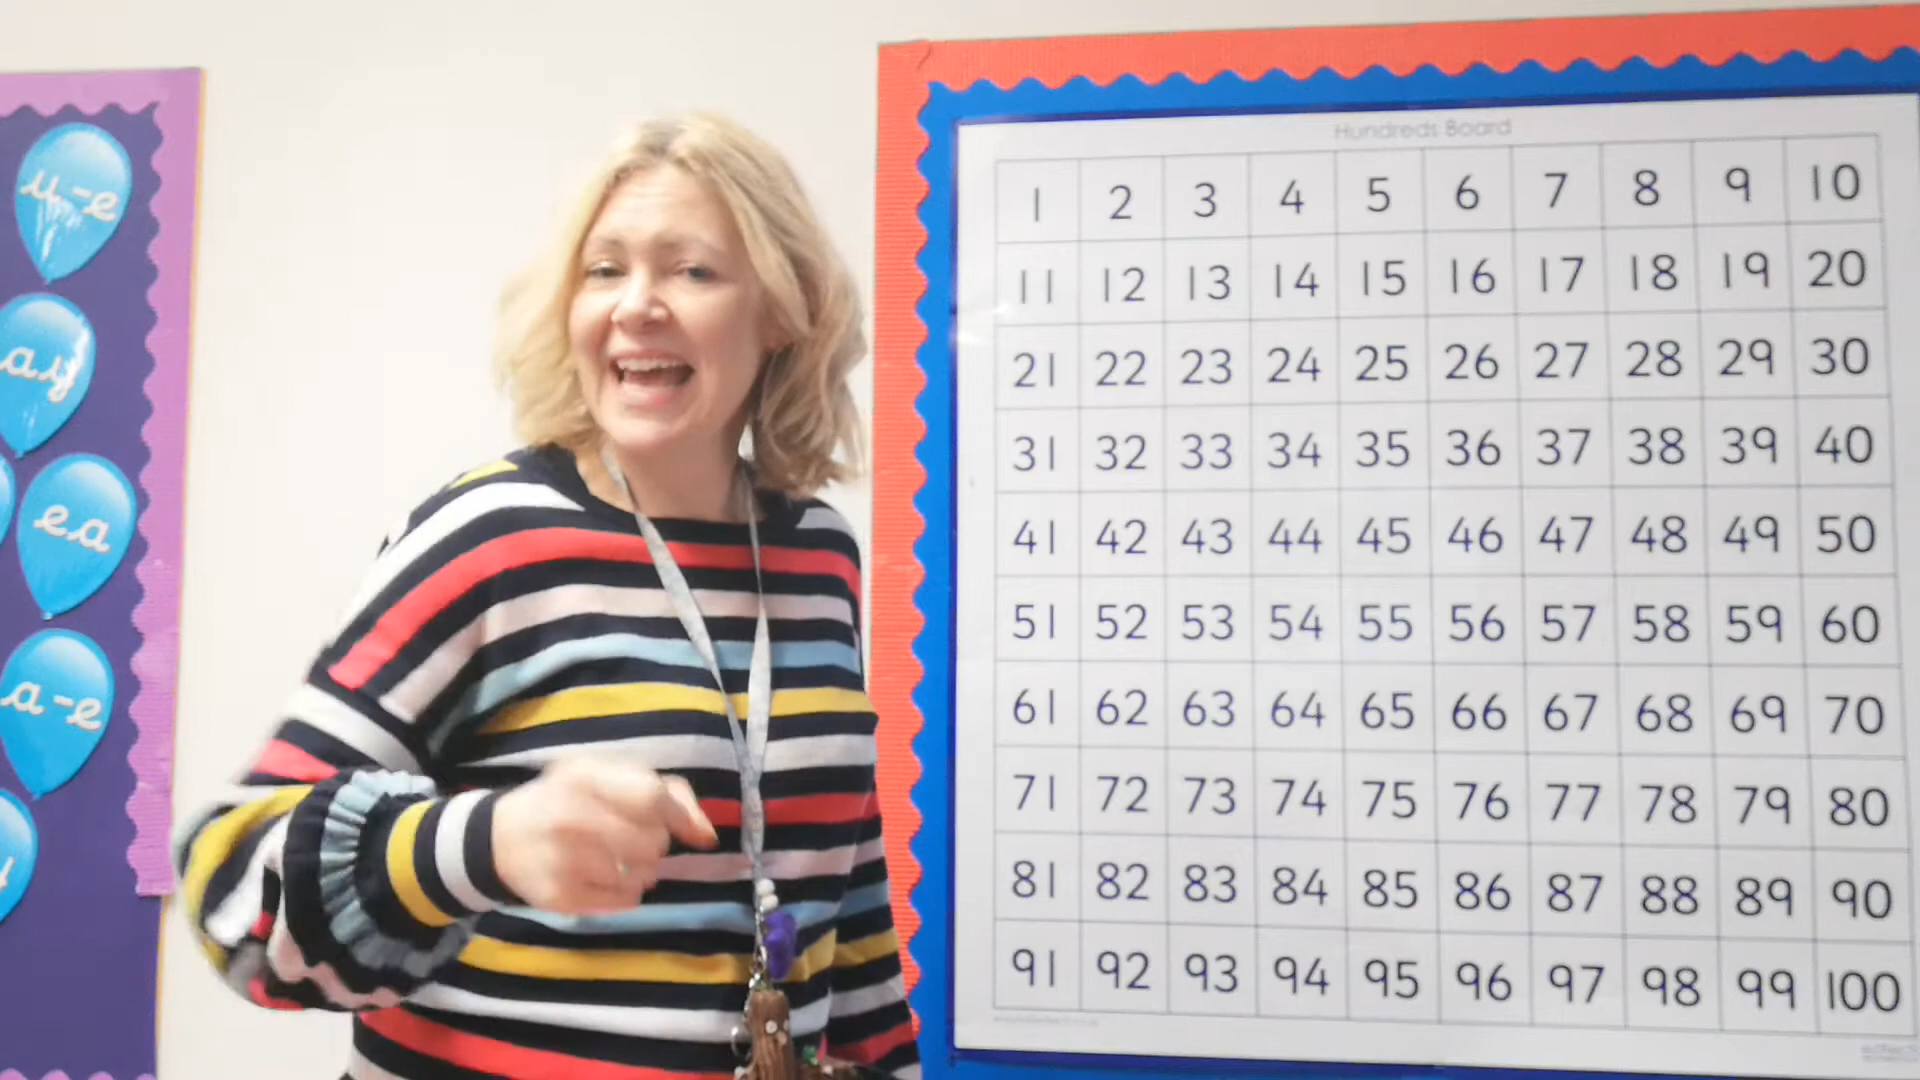 u-e
ay
ea
a-e
Hundreds Board
1 2 3 4 5 6 7 8 9 10
11 12 13 14 15 16 17 18 19 20
21 22 23 24 25 26 27 28 29 30
31 32 33 34 35 36 37 38 39 40
41 42 43 44 45 46 47 48 49 50
51 52 53 54 55 56 57 58 59 60
61 62 63 64 65 66 67 68 69 70
71 72 73 74 75 76 77 78 79 80
81 82 83 84 85 86 87 88 89 90
91 92 93 94 95 96 97 98 99 100